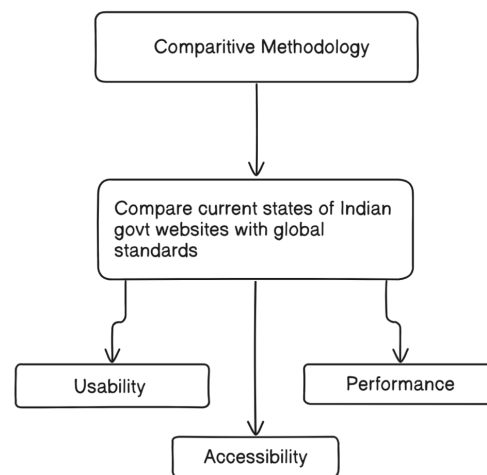 Comparitive Methodology
Compare current states of Indian
govt websites with global
standards
Usability
Performance
Accessibility